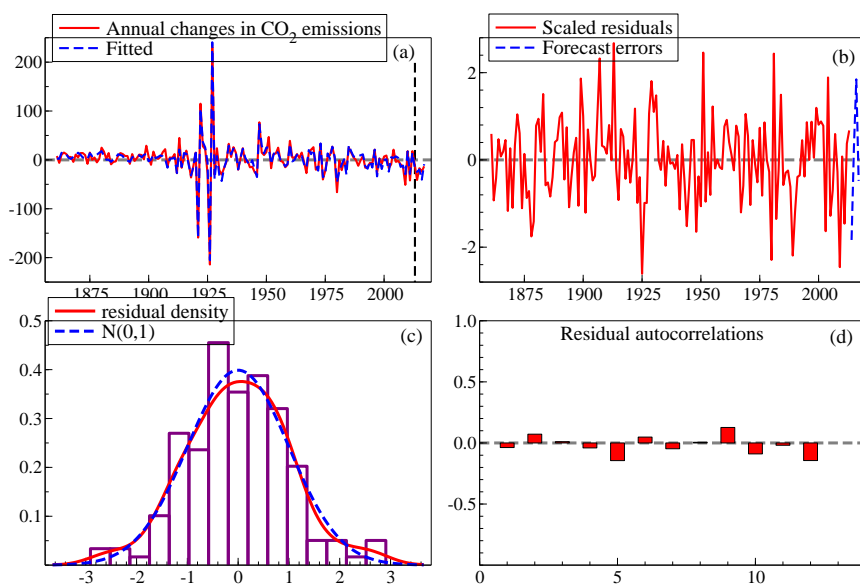 Annual changes in CO2 emissions
Fitted
(a)
200
100
0
-100
-200
1875 1900 1925 1950 1975 2000
Scaled residuals
Forecast errors
(b)
2
0
-2
1875 1900 1925 1950 1975 2000
residual density
N(0,1)
(c)
0.5
0.4
0.3
0.2
0.1
-3 -2 -1 0 1 2 3
Residual autocorrelations (d)
1.0
0.5
0.0
-0.5
0 5 10